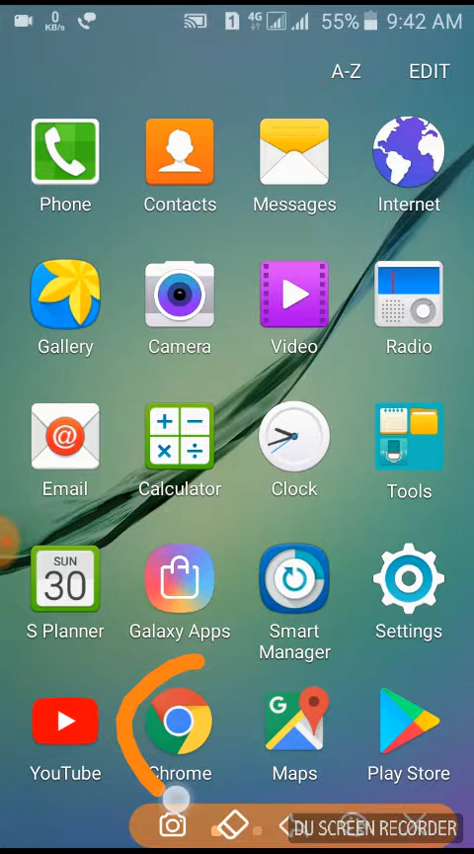 0
KB/s
1
4G
55%
9:42 AM
A-Z
EDIT
Phone
Contacts
Messages
Internet
Gallery
Camera
Video
Radio
@
Email
Calculator
Clock
Tools
SUN
30
S Planner
Galaxy Apps
Smart
Manager
Settings
YouTube
Chrome
G
Maps
Play Store
DU SCREEN RECORDER